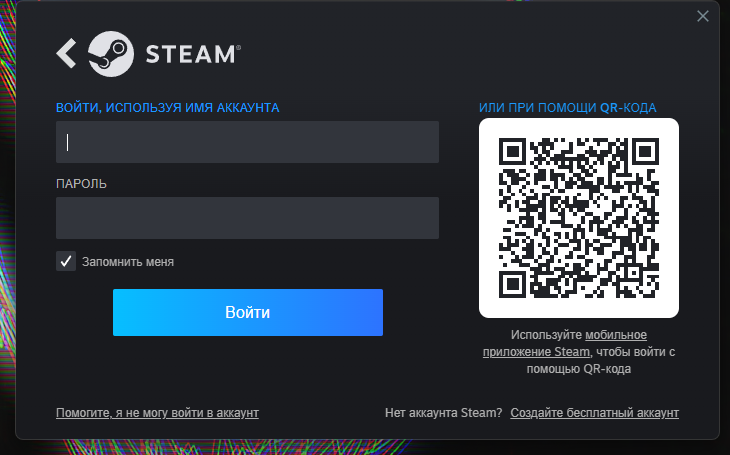 STEAM®
ВОЙТИ, ИСПОЛЬЗУЯ ИМЯ АККАУНТА
ПАРОЛЬ
Запомнить меня
Войти
ИЛИ ПРИ ПОМОЩИ QR-КОДА
Используйте мобильное
приложение Steam, чтобы войти с
помощью QR-кода
Помогите, я не могу войти в аккаунт
Нет аккаунта Steam? Создайте бесплатный аккаунт